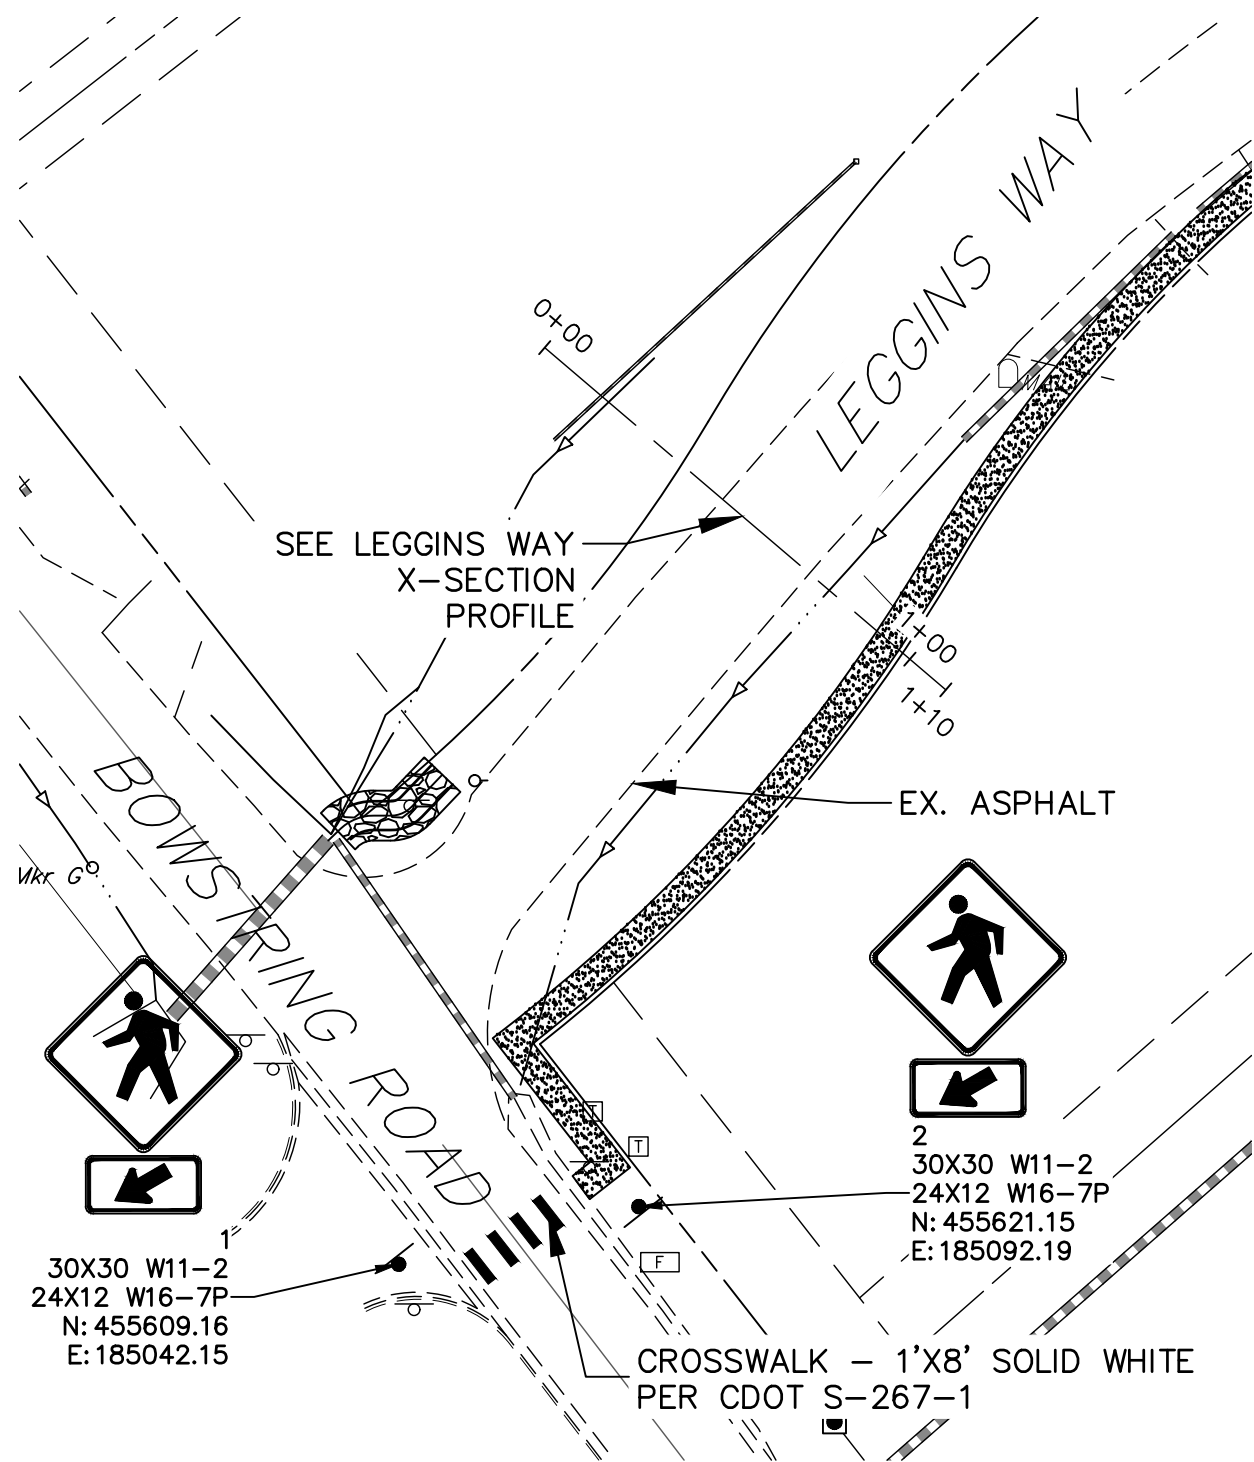 LEGGINS WAY
0+00
SEE LEGGINS WAY
X-SECTION
PROFILE
1+00
1+10
EX. ASPHALT
BOWSTRING ROAD
Mkr G
T
T
F
1
30X30 W11-2
24X12 W16-7P
N: 455609.16
E: 185042.15
2
30X30 W11-2
24X12 W16-7P
N: 455621.15
E: 185092.19
CROSSWALK - 1'X8' SOLID WHITE
PER CDOT S-267-1